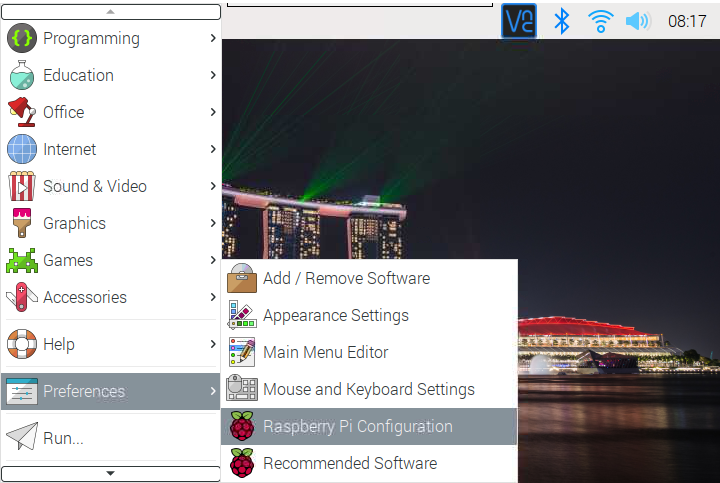 VNC
08:17
Programming
Education
Office
Internet
Sound & Video
Graphics
Games
Accessories
Help
Preferences
Run...
Add / Remove Software
Appearance Settings
Main Menu Editor
Mouse and Keyboard Settings
Raspberry Pi Configuration
Recommended Software